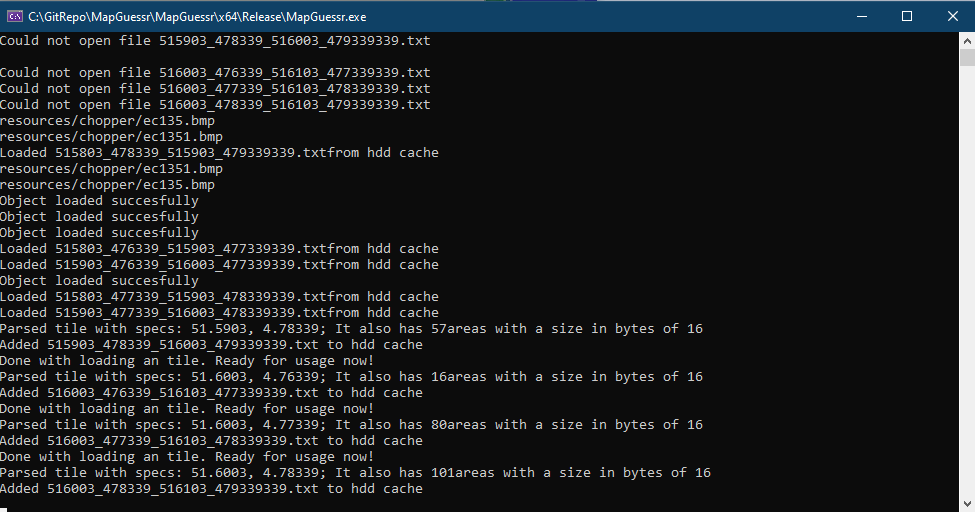 C:\GitRepo\MapGuessr\MapGuessr\x64\Release\MapGuessr.exe
Could not open file 515903_478339_516003_479339339.txt
Could not open file 516003_476339_516103_477339339.txt
Could not open file 516003_477339_516103_478339339.txt
Could not open file 516003_478339_516103_479339339.txt
resources/chopper/ec135.bmp
resources/chopper/ec1351.bmp
Loaded 515803_478339_515903_479339339.txtfrom hdd cache
resources/chopper/ec1351.bmp
resources/chopper/ec135.bmp
Object loaded succesfully
Object loaded succesfully
Object loaded succesfully
Loaded 515803_476339_515903_477339339.txtfrom hdd cache
Loaded 515903_476339_516003_477339339.txtfrom hdd cache
Object loaded succesfully
Loaded 515803_477339_515903_478339339.txtfrom hdd cache
Loaded 515903_477339_516003_478339339.txtfrom hdd cache
Parsed tile with specs: 51.5903, 4.78339; It also has 57areas with a size in bytes of 16
Added 515903_478339_516003_479339339.txt to hdd cache
Done with loading an tile. Ready for usage now!
Parsed tile with specs: 51.6003, 4.76339; It also has 16areas with a size in bytes of 16
Added 516003_476339_516103_477339339.txt to hdd cache
Done with loading an tile. Ready for usage now!
Parsed tile with specs: 51.6003, 4.77339; It also has 80areas with a size in bytes of 16
Added 516003_477339_516103_478339339.txt to hdd cache
Done with loading an tile. Ready for usage now!
Parsed tile with specs: 51.6003, 4.78339; It also has 101areas with a size in bytes of 16
Added 516003_478339_516103_479339339.txt to hdd cache